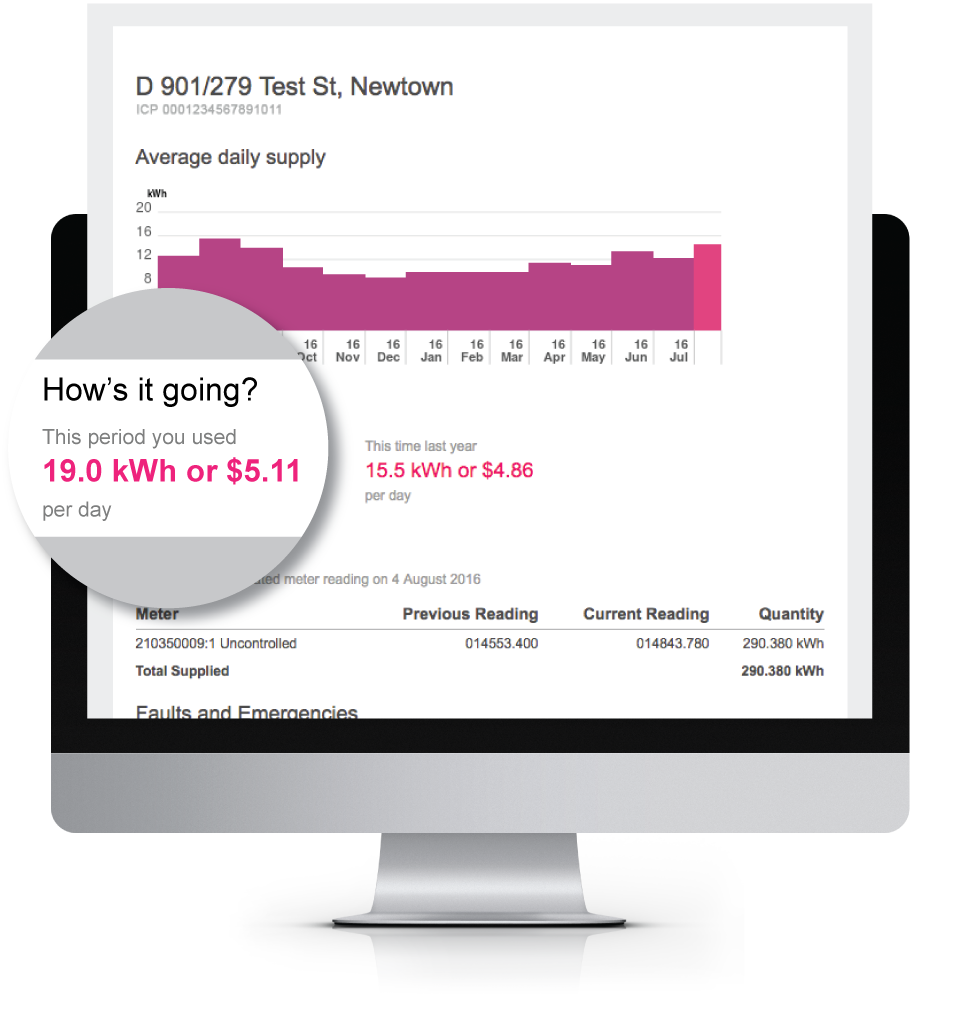 D 901/279 Test St, Newtown
ICP 0001234567891011
Average daily supply
kWh
20
16
12
8
16 16 16 16 16 16 16 16 16 16
Nov Dec Jan Feb Mar Apr May Jun Jul
How's it going?
This period you used
19.0 kWh or $5.11
per day
This time last year
15.5 kWh or $4.86
per day
meter reading on 4 August 2016
Meter Previous Reading Current Reading Quantity
210350009:1 Uncontrolled 014553.400 014843.780 290.380 kWh
Total Supplied 290.380 kWh
Faults and Emergencies